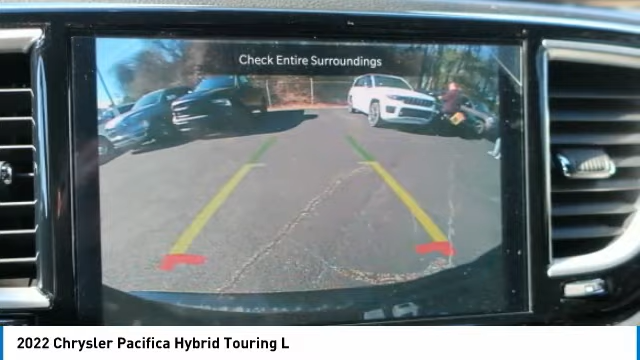 Check Entire Surroundings
2022 Chrysler Pacifica Hybrid Touring L